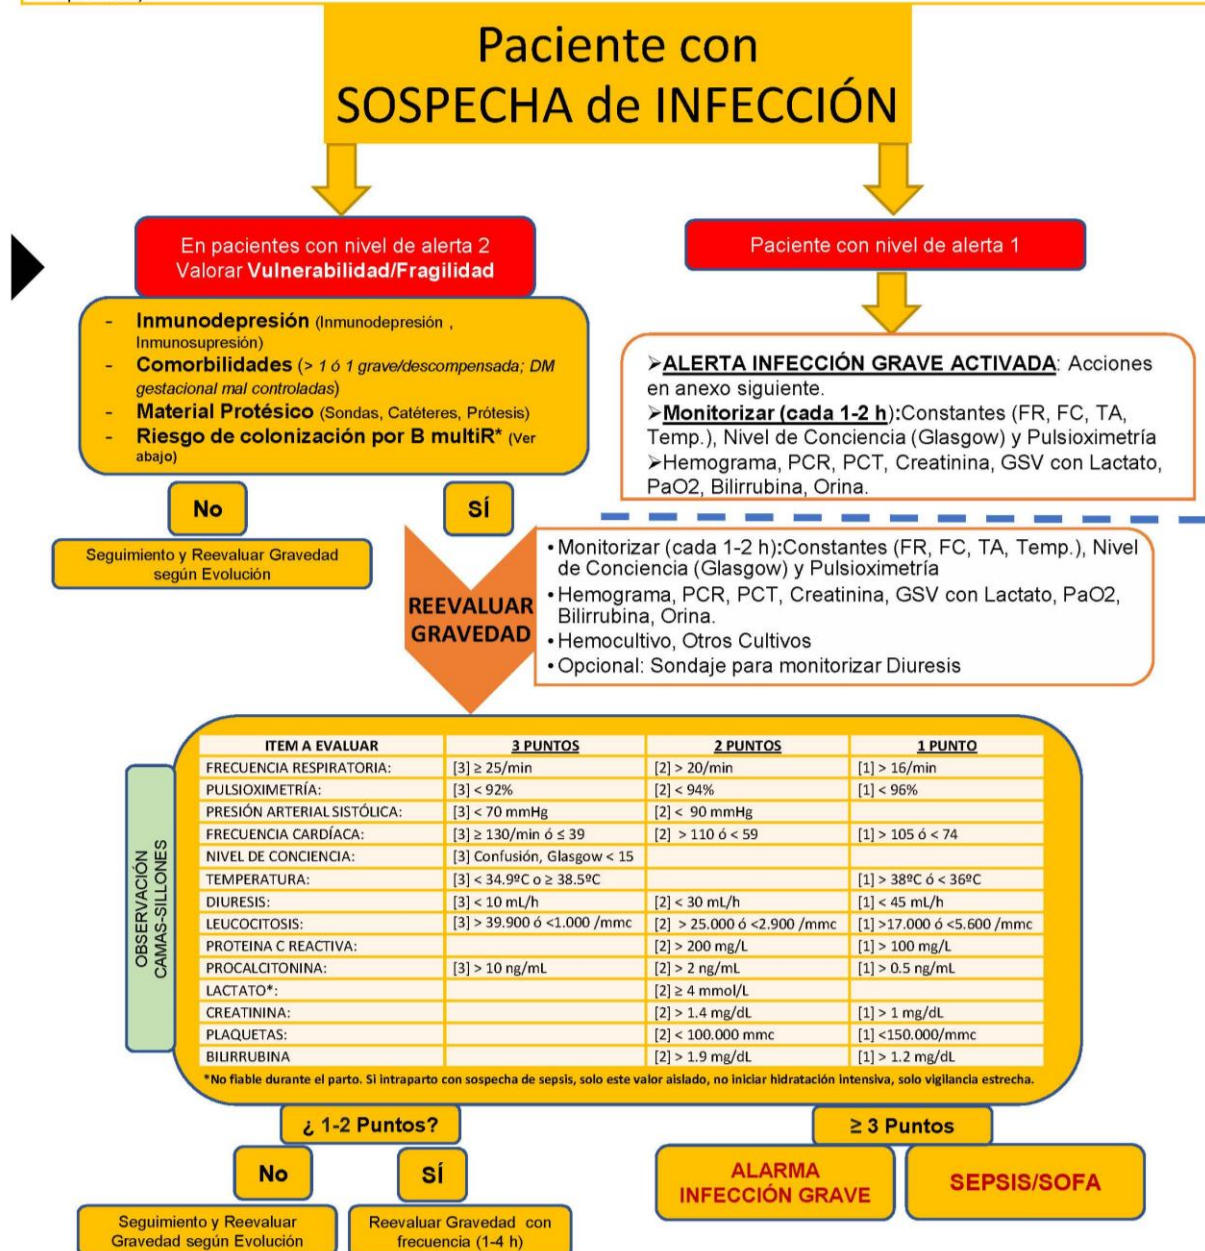 Paciente con
SOSPECHA de INFECCIÓN
En pacientes con nivel de alerta 2
Valorar Vulnerabilidad/Fragilidad
- Inmunodepresión (Inmunodepresión ,
Inmunosupresión)
- Comorbilidades (> 1 ó 1 grave/descompensada; DM
gestacional mal controladas)
- Material Protésico (Sondas, Catéteres, Prótesis)
- Riesgo de colonización por B multiR* (Ver
abajo)
No
SÍ
Seguimiento y Reevaluar Gravedad
según Evolución
Paciente con nivel de alerta 1
➢ALERTA INFECCIÓN GRAVE ACTIVADA: Acciones
en anexo siguiente.
➢Monitorizar (cada 1-2 h):Constantes (FR, FC, TA,
Temp.), Nivel de Conciencia (Glasgow) y Pulsioximetría
➢Hemograma, PCR, PCT, Creatinina, GSV con Lactato,
PaO2, Bilirrubina, Orina.
REEVALUAR
GRAVEDAD
• Monitorizar (cada 1-2 h):Constantes (FR, FC, TA, Temp.), Nivel
de Conciencia (Glasgow) y Pulsioximetría
• Hemograma, PCR, PCT, Creatinina, GSV con Lactato, PaO2,
Bilirrubina, Orina.
• Hemocultivo, Otros Cultivos
• Opcional: Sondaje para monitorizar Diuresis
OBSERVACIÓN
CAMAS-SILLONES
ITEM A EVALUAR 3 PUNTOS 2 PUNTOS 1 PUNTO
FRECUENCIA RESPIRATORIA: [3] ≥ 25/min [2] > 20/min [1] > 16/min
PULSIOXIMETRÍA: [3] < 92% [2] < 94% [1] < 96%
PRESIÓN ARTERIAL SISTÓLICA: [3] < 70 mmHg [2] < 90 mmHg
FRECUENCIA CARDÍACA: [3] ≥ 130/min ó ≤ 39 [2] > 110 ó < 59 [1] > 105 ó < 74
NIVEL DE CONCIENCIA: [3] Confusión, Glasgow < 15
TEMPERATURA: [3] < 34.9ºC o ≥ 38.5ºC [1] > 38ºC ó < 36ºC
DIURESIS: [3] < 10 mL/h [2] < 30 mL/h [1] < 45 mL/h
LEUCOCITOSIS: [3] > 39.900 ó <1.000 /mmc [2] > 25.000 ó <2.900 /mmc [1] >17.000 ó <5.600 /mmc
PROTEINA C REACTIVA: [2] > 200 mg/L [1] > 100 mg/L
PROCALCITONINA: [3] > 10 ng/mL [2] > 2 ng/mL [1] > 0.5 ng/mL
LACTATO*: [2] ≥ 4 mmol/L
CREATININA: [2] > 1.4 mg/dL [1] > 1 mg/dL
PLAQUETAS: [2] < 100.000 mmc [1] <150.000/mmc
BILIRRUBINA [2] > 1.9 mg/dL [1] > 1.2 mg/dL
*No fiable durante el parto. Si intraparto con sospecha de sepsis, solo este valor aislado, no iniciar hidratación intensiva, solo vigilancia estrecha.
¿ 1-2 Puntos?
No
SÍ
Seguimiento y Reevaluar
Gravedad según Evolución
Reevaluar Gravedad con
frecuencia (1-4 h)
≥ 3 Puntos
ALARMA
INFECCIÓN GRAVE
SEPSIS/SOFA